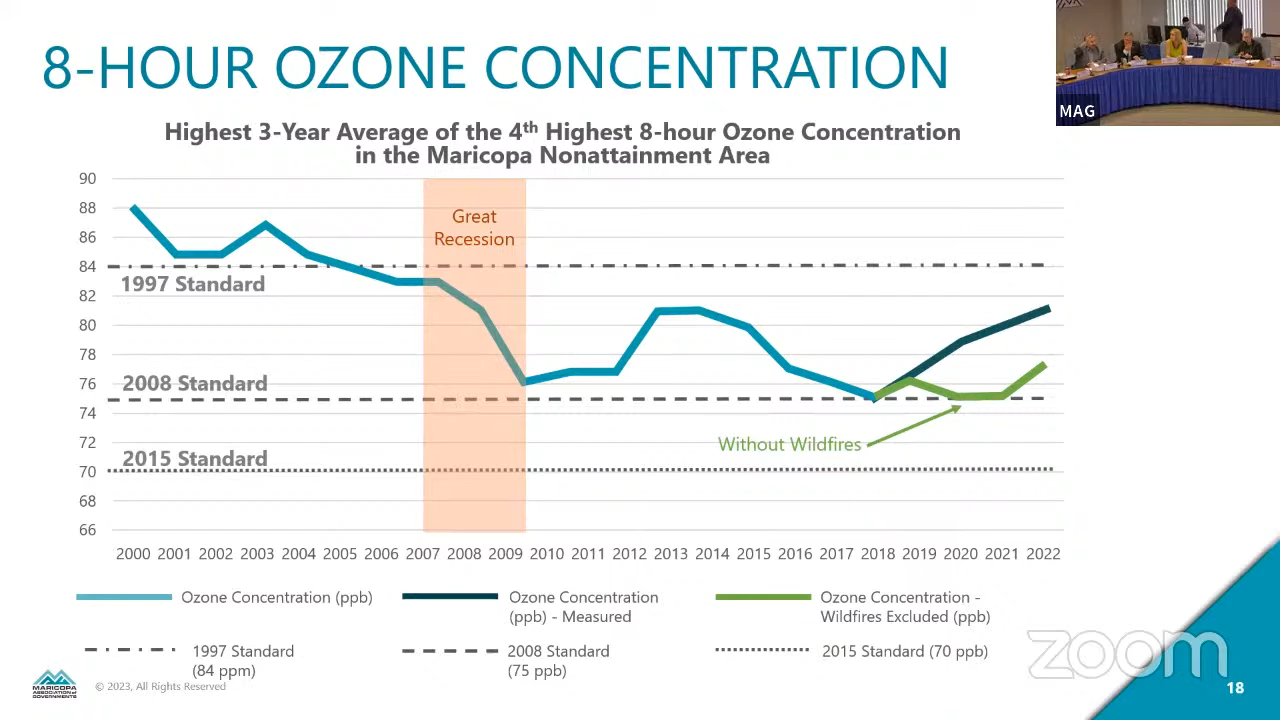 8-HOUR OZONE CONCENTRATION
MAG
Highest 3-Year Average of the 4th Highest 8-hour Ozone Concentration
in the Maricopa Nonattainment Area
90
88
86
84
82
80
78
76
74
72
70
68
66
Great
Recession
1997 Standard
2008 Standard
Without Wildfires
2015 Standard
2000 2001 2002 2003 2004 2005 2006 2007 2008 2009 2010 2011 2012 2013 2014 2015 2016 2017 2018 2019 2020 2021 2022
Ozone Concentration (ppb)
Ozone Concentration
(ppb) - Measured
Ozone Concentration -
Wildfires Excluded (ppb)
1997 Standard
(84 ppm)
2008 Standard
(75 ppb)
2015 Standard (70 ppb)
zoom
MARICOPA
ASSOCIATION of
GOVERNMENTS
© 2023, All Rights Reserved
18